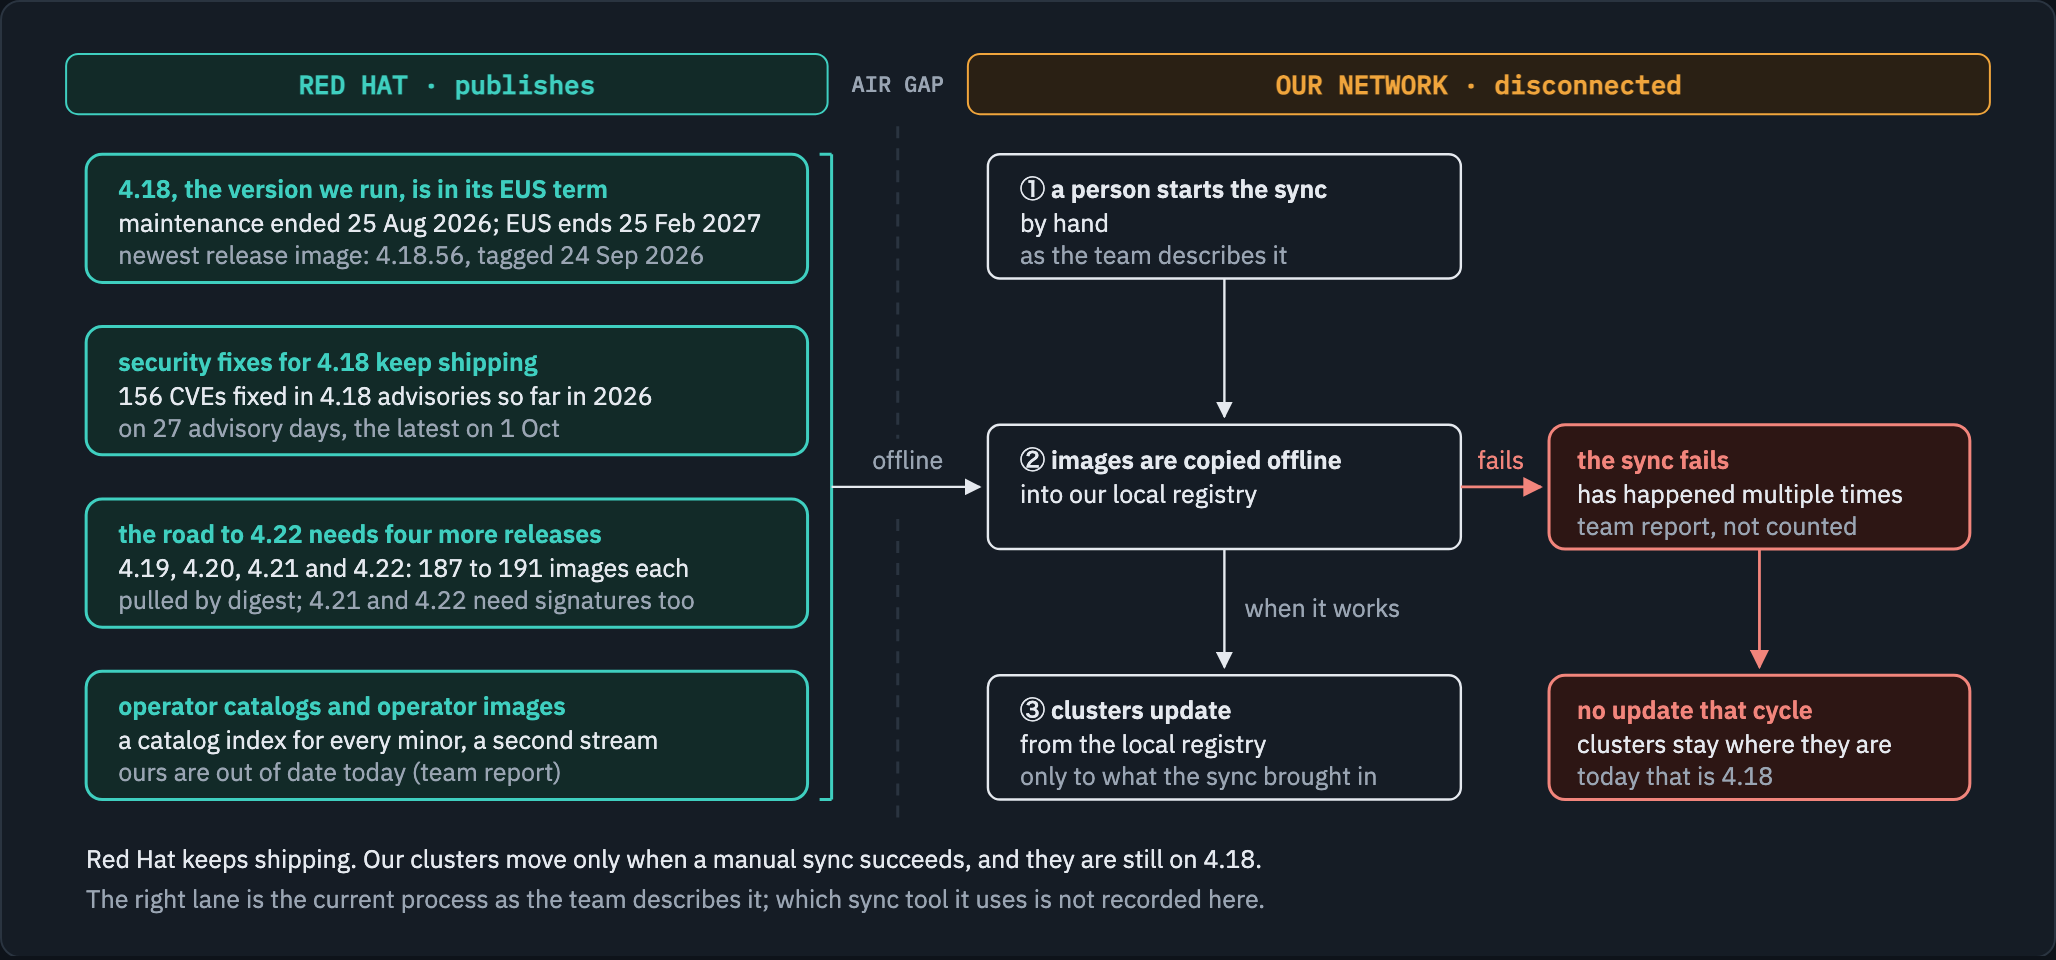 RED HAT · publishes
AIR GAP
OUR NETWORK · disconnected
4.18, the version we run, is in its EUS term
maintenance ended 25 Aug 2026; EUS ends 25 Feb 2027
newest release image: 4.18.56, tagged 24 Sep 2026
security fixes for 4.18 keep shipping
156 CVEs fixed in 4.18 advisories so far in 2026
on 27 advisory days, the latest on 1 Oct
the road to 4.22 needs four more releases
4.19, 4.20, 4.21 and 4.22: 187 to 191 images each
pulled by digest; 4.21 and 4.22 need signatures too
operator catalogs and operator images
a catalog index for every minor, a second stream
ours are out of date today (team report)
offline
① a person starts the sync
by hand
as the team describes it
② images are copied offline
into our local registry
fails
the sync fails
has happened multiple times
team report, not counted
when it works
③ clusters update
from the local registry
only to what the sync brought in
no update that cycle
clusters stay where they are
today that is 4.18
Red Hat keeps shipping. Our clusters move only when a manual sync succeeds, and they are still on 4.18.
The right lane is the current process as the team describes it; which sync tool it uses is not recorded here.